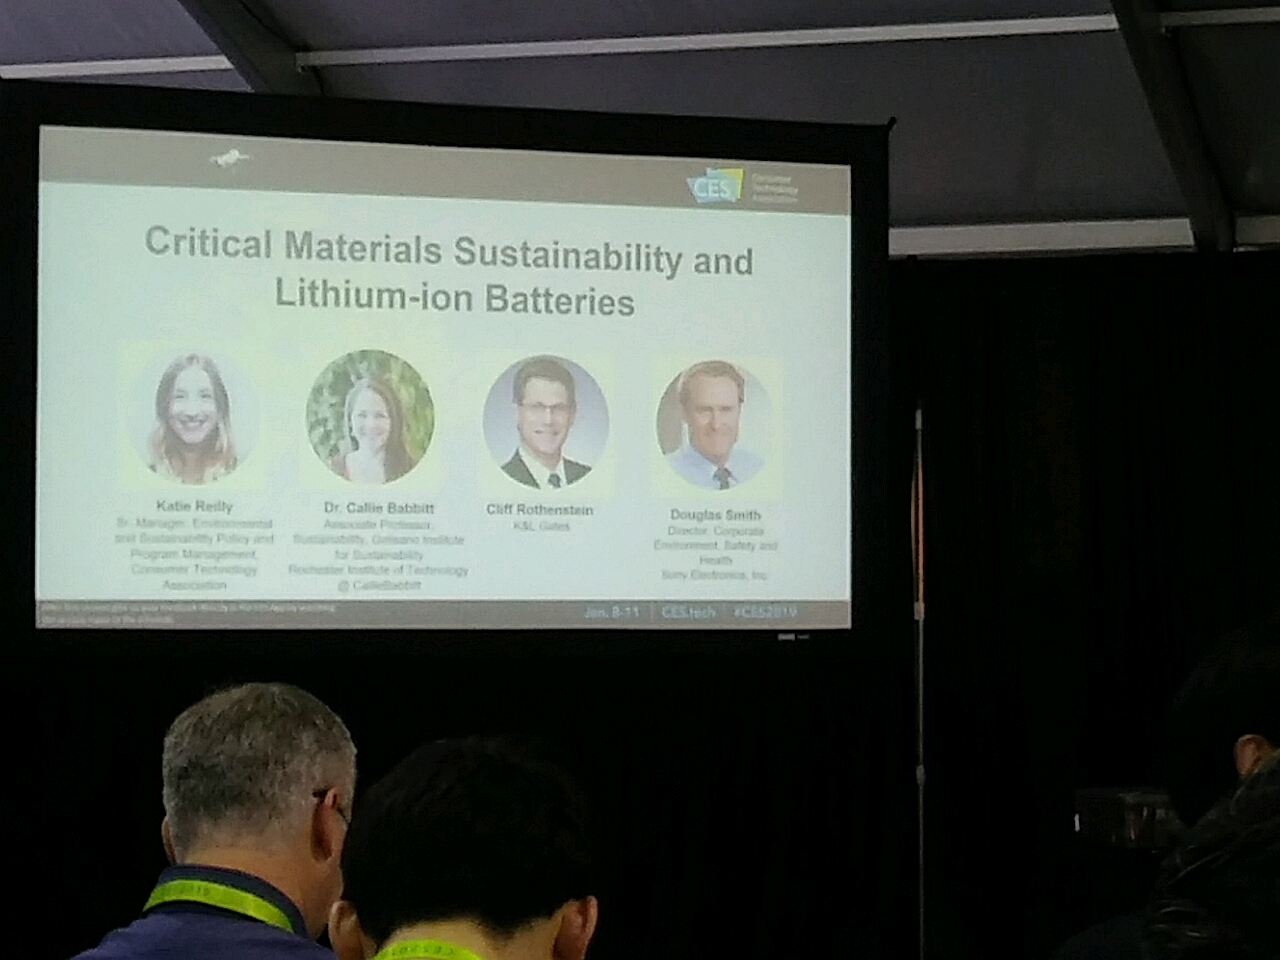 CES
Consumer
Technology
Association
Critical Materials Sustainability and
Lithium-ion Batteries
Katie Reilly
Sr. Manager, Environmental
and Sustainability Policy and
Program Management,
Consumer Technology
Association
Dr. Callie Babbitt
Associate Professor,
Sustainability, Golisano Institute
for Sustainability
Rochester Institute of Technology
@ CallieBabbitt
Cliff Rothenstein
K&L Gates
Douglas Smith
Director, Corporate
Environment, Safety and
Health
Sony Electronics, Inc.
Jan. 8-11 | CES.tech | #CES2019